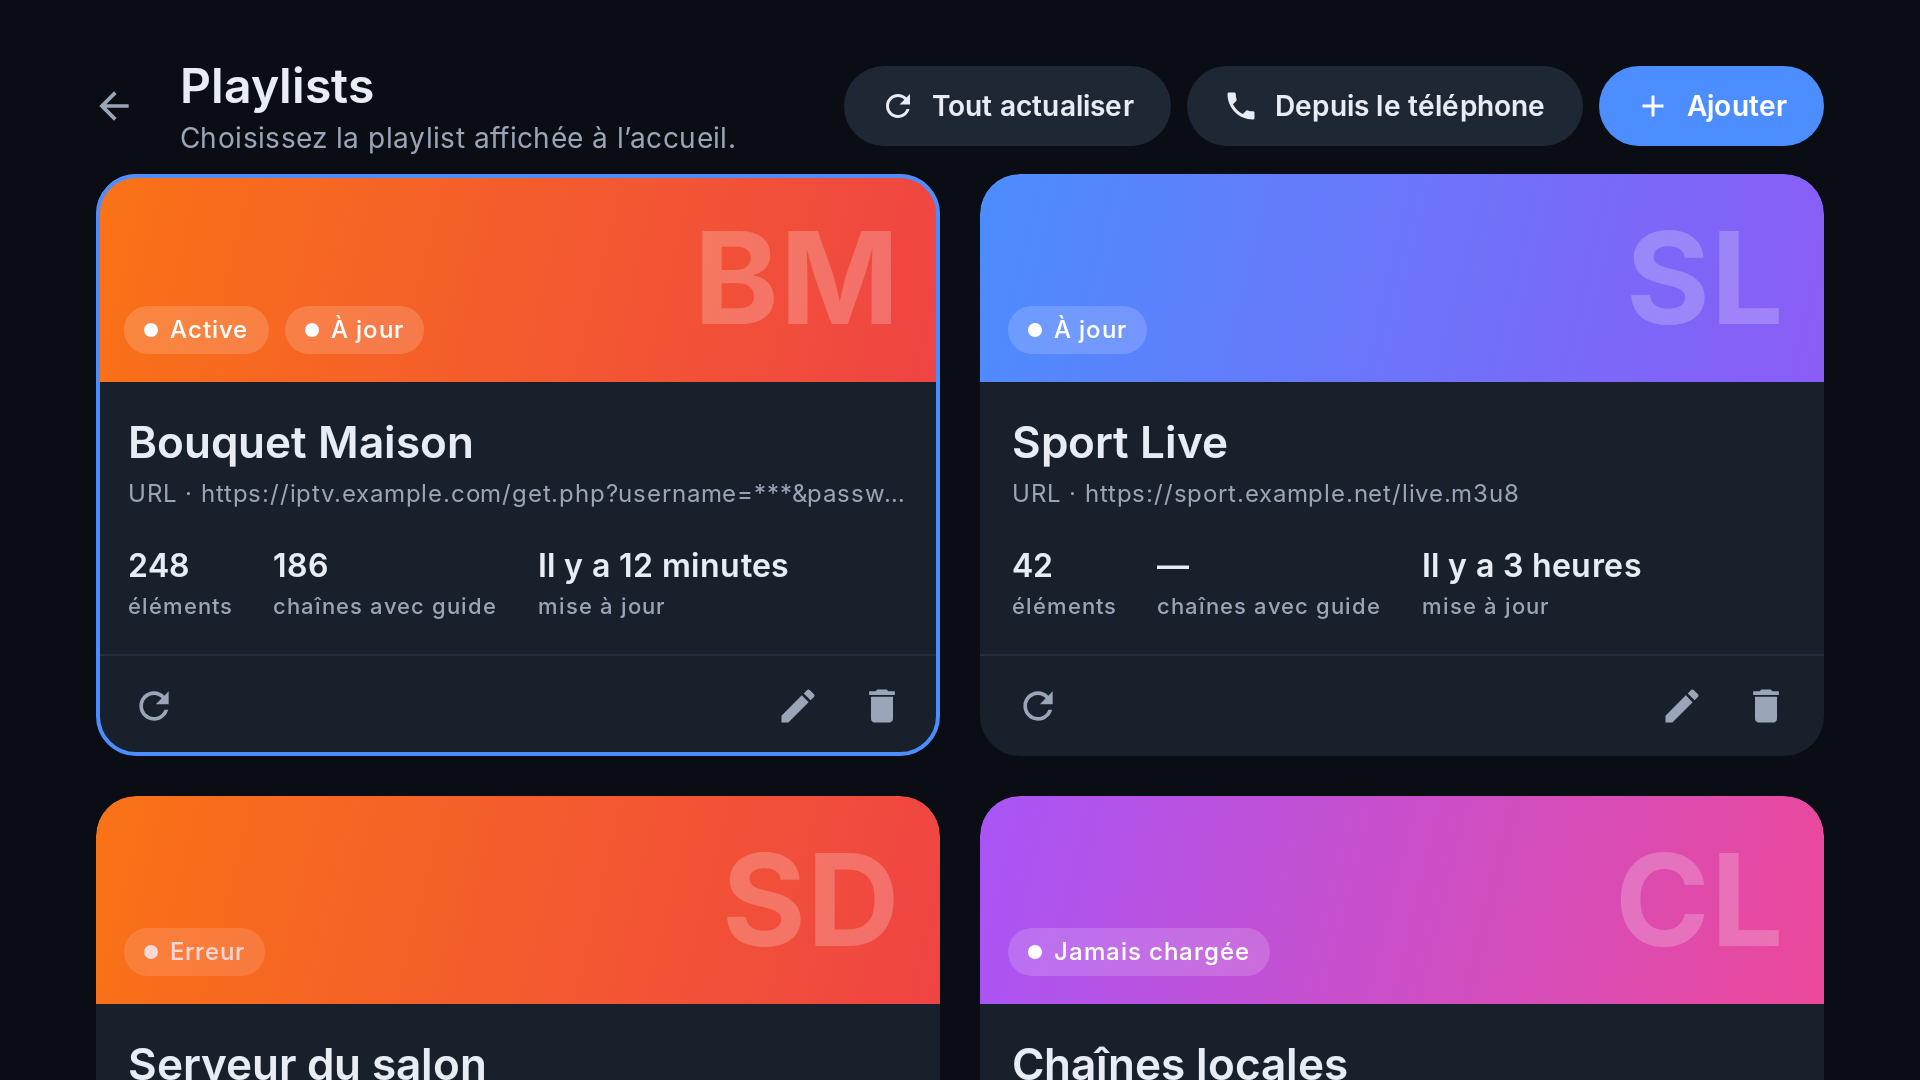 Playlists
Choisissez la playlist affichée à l’accueil.
Tout actualiser
Depuis le téléphone
Ajouter
BM
Active
À jour
Bouquet Maison
URL · https://iptv.example.com/get.php?username=***&passw…
248
éléments
186
chaînes avec guide
Il y a 12 minutes
mise à jour
SL
À jour
Sport Live
URL · https://sport.example.net/live.m3u8
42
éléments
—
chaînes avec guide
Il y a 3 heures
mise à jour
SD
Erreur
Serveur du salon
CL
Jamais chargée
Chaînes locales